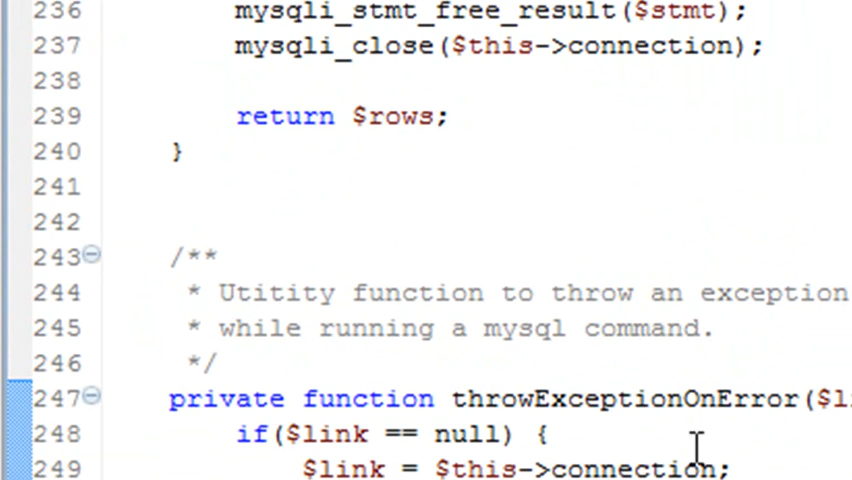 236 mysqli_stmt_free_result($stmt);
237 mysqli_close($this->connection);
238
239 return $rows;
240 }
241
242
243 /**
244 * Utitity function to throw an exception
245 * while running a mysql command.
246 */
247 private function throwExceptionOnError($li
248 if($link == null) {
249 $link = $this->connection;